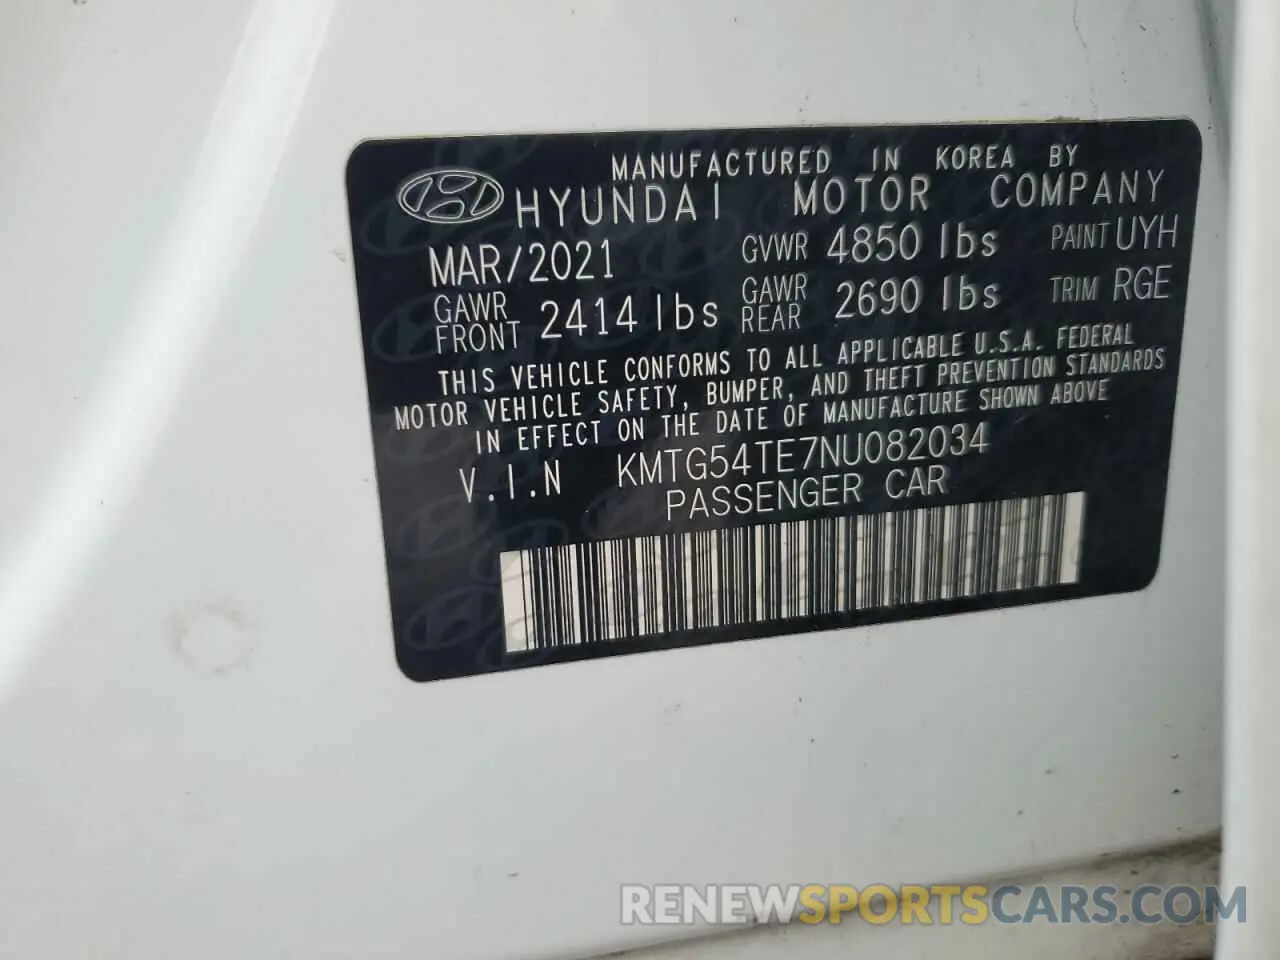 MANUFACTURED IN KOREA BY
HYUNDAI MOTOR COMPANY
MAR/2021 GVWR 4850 lbs PAINT UYH
GAWR FRONT 2414 lbs GAWR REAR 2690 lbs TRIM RGE
THIS VEHICLE CONFORMS TO ALL APPLICABLE U.S.A. FEDERAL
MOTOR VEHICLE SAFETY, BUMPER, AND THEFT PREVENTION STANDARDS
IN EFFECT ON THE DATE OF MANUFACTURE SHOWN ABOVE
V.I.N KMTG54TE7NU082034
PASSENGER CAR
RENEWSPORTSCARS.COM